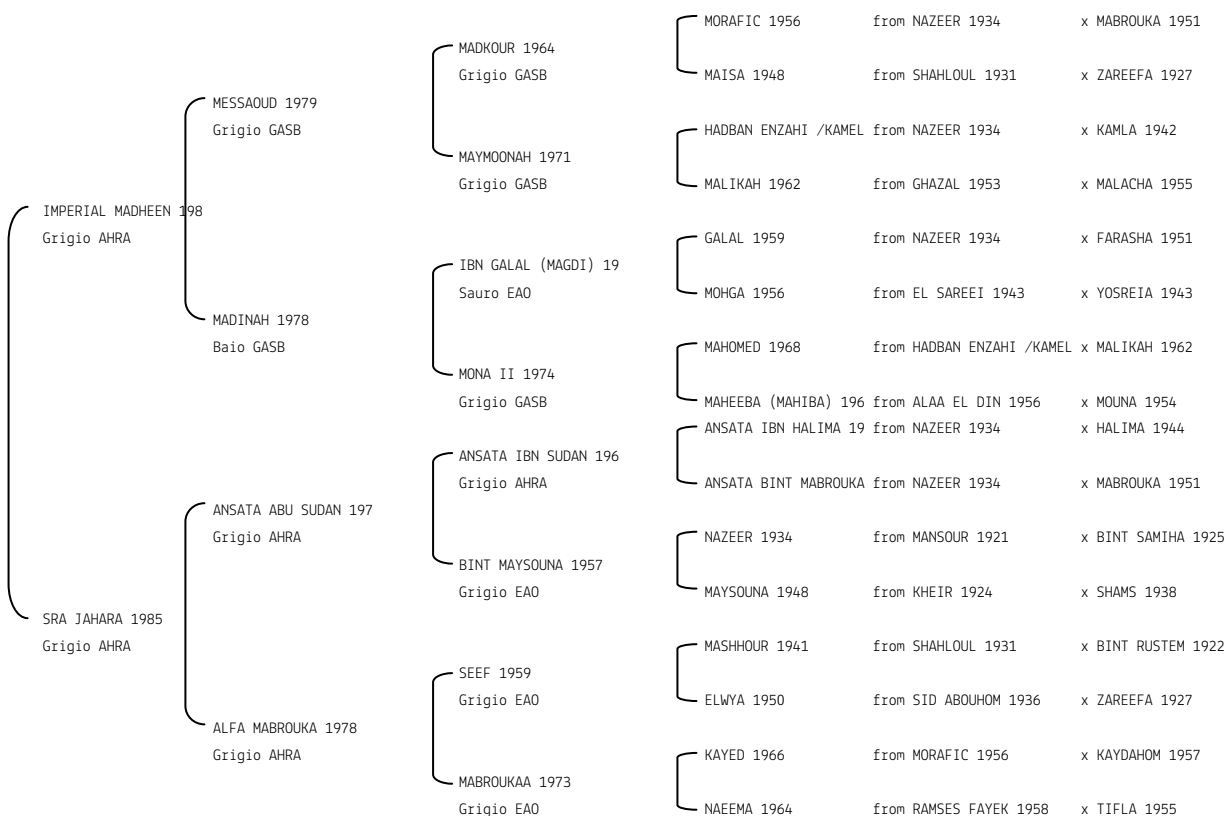 MORAFIC 1956 from NAZEER 1934 x MABROUKA 1951
MADKOUR 1964
Grigio GASB
MAISA 1948 from SHAHLOUL 1931 x ZAREEFA 1927
MESSAOUD 1979
Grigio GASB
HADBAN ENZAHI /KAMEL from NAZEER 1934 x KAMLA 1942
MAYMOONAH 1971
Grigio GASB
MALIKAH 1962 from GHAZAL 1953 x MALACHA 1955
IMPERIAL MADHEEN 198
Grigio AHRA
GALAL 1959 from NAZEER 1934 x FARASHA 1951
IBN GALAL (MAGDI) 19
Sauro EAO
MOHGA 1956 from EL SAREEI 1943 x YOSREIA 1943
MADINAH 1978
Baio GASB
MAHOMED 1968 from HADBAN ENZAHI /KAMEL x MALIKAH 1962
MONA II 1974
Grigio GASB
MAHEEBA (MAHIBA) 196 from ALAA EL DIN 1956 x MOUNA 1954
ANSATA IBN HALIMA 19 from NAZEER 1934 x HALIMA 1944
ANSATA IBN SUDAN 196
Grigio AHRA
ANSATA BINT MABROUKA from NAZEER 1934 x MABROUKA 1951
ANSATA ABU SUDAN 197
Grigio AHRA
NAZEER 1934 from MANSOUR 1921 x BINT SAMIHA 1925
BINT MAYSOUNA 1957
Grigio EAO
MAYSOUNA 1948 from KHEIR 1924 x SHAMS 1938
SRA JAHARA 1985
Grigio AHRA
MASHHOUR 1941 from SHAHLOUL 1931 x BINT RUSTEM 1922
SEEF 1959
Grigio EAO
ELWYA 1950 from SID ABOUHOM 1936 x ZAREEFA 1927
ALFA MABROUKA 1978
Grigio AHRA
KAYED 1966 from MORAFIC 1956 x KAYDAHOM 1957
MABROUKAA 1973
Grigio EAO
NAEEMA 1964 from RAMSES FAYEK 1958 x TIFLA 1955